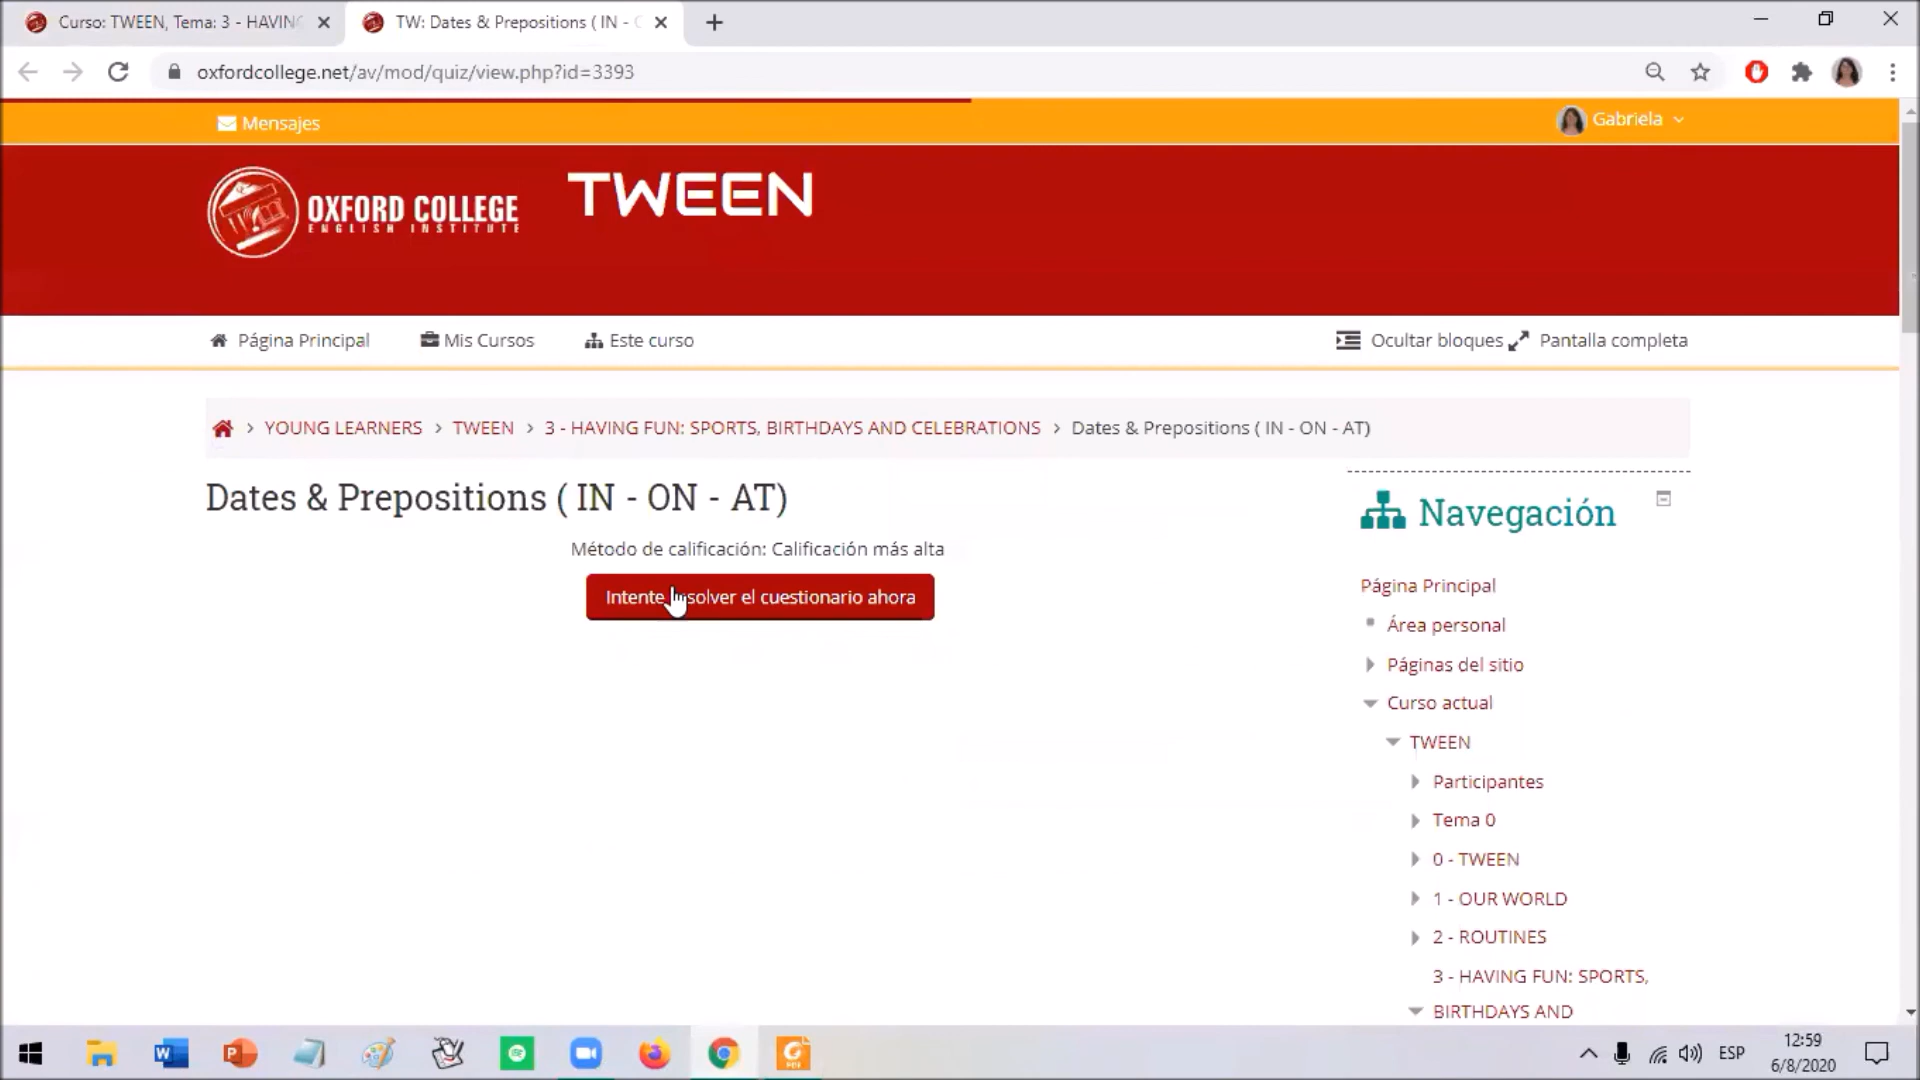 Curso: TWEEN, Tema: 3 - HAVING
TW: Dates & Prepositions ( IN -
oxfordcollege.net/av/mod/quiz/view.php?id=3393
Mensajes
Gabriela
OXFORD COLLEGE
ENGLISH INSTITUTE
TWEEN
Página Principal
Mis Cursos
Este curso
Ocultar bloques
Pantalla completa
YOUNG LEARNERS > TWEEN > 3 - HAVING FUN: SPORTS, BIRTHDAYS AND CELEBRATIONS > Dates & Prepositions ( IN - ON - AT)
Dates & Prepositions ( IN - ON - AT)
Método de calificación: Calificación más alta
Intente resolver el cuestionario ahora
Navegación
Página Principal
Área personal
Páginas del sitio
Curso actual
TWEEN
Participantes
Tema 0
0 - TWEEN
1 - OUR WORLD
2 - ROUTINES
3 - HAVING FUN: SPORTS,
BIRTHDAYS AND
ESP
12:59
6/8/2020